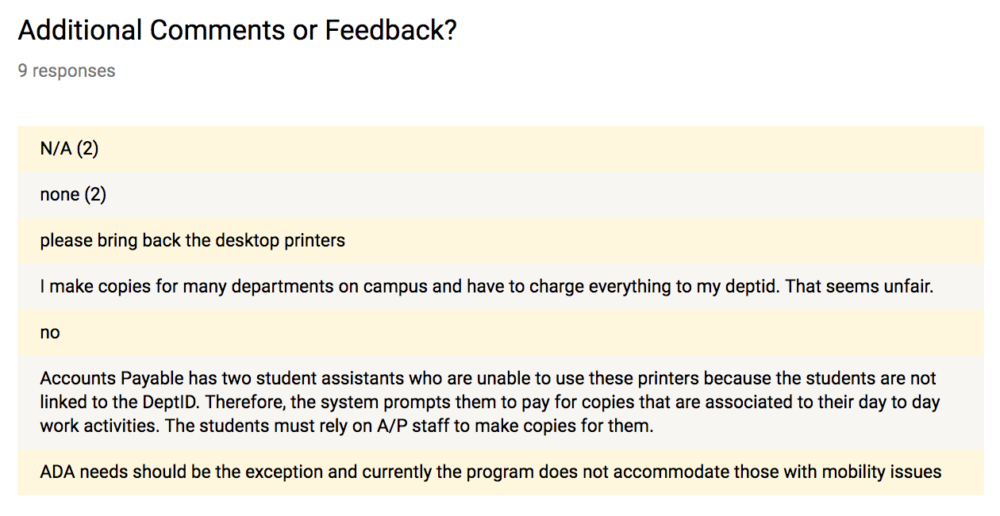 Additional Comments or Feedback?
9 responses
N/A (2)
none (2)
please bring back the desktop printers
I make copies for many departments on campus and have to charge everything to my deptid. That seems unfair.
no
Accounts Payable has two student assistants who are unable to use these printers because the students are not
linked to the DeptID. Therefore, the system prompts them to pay for copies that are associated to their day to day
work activities. The students must rely on A/P staff to make copies for them.
ADA needs should be the exception and currently the program does not accommodate those with mobility issues